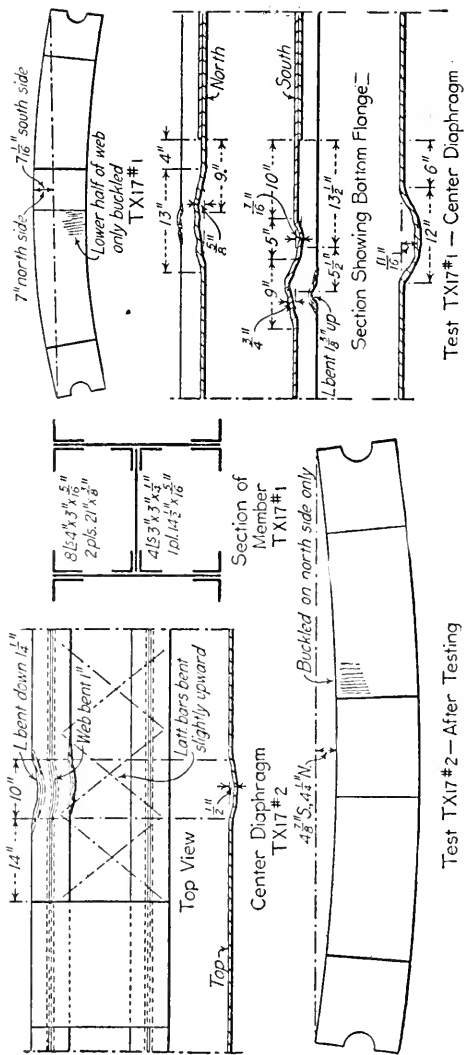 14"
10"
L bent down 1 1/4"
Web bent 1"
Latt. bars bent
slightly upward
Top View
Top
1/2"
Center Diaphragm
TX17#2
8 Ls 4"x3"x 5/16"
2 pls. 21"x 3/8"
4 Ls 3"x3"x 1/4"
1 pl. 14 1/2"x 5/16"
Section of
Member
TX17#1
7" north side
7 1/16" south side
Lower half of web
only buckled
TX17#1
13"
4"
North
9"
5/8"
7/16"
10"
South
5"
9"
3/4"
5 1/2"
13 1/2"
L bent 1 3/8" up
Section Showing Bottom Flange
11/16"
12"
6"
Test TX17#1 — Center Diaphragm
4 7/8" S., 4 1/4" N.
Buckled on north side only
Test TX17#2 — After Testing